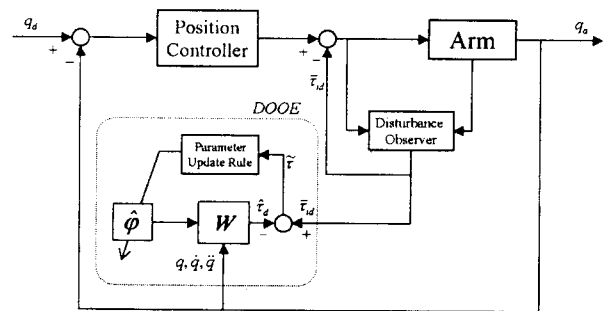 q_d
+
−
Position
Controller
+
−
Arm
q_a
τ̄_id
DOOE
Disturbance
Observer
Parameter
Update Rule
τ̃
φ̂
W
τ̂_d
−
τ̄_id
+
q, q̇, q̈